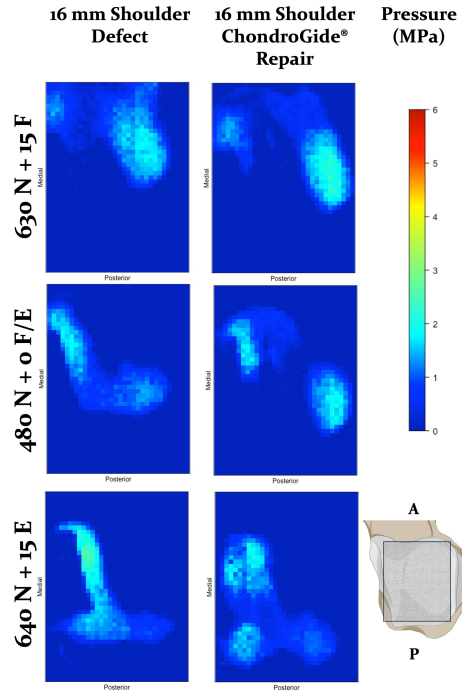 16 mm Shoulder
Defect
16 mm Shoulder
ChondroGide®
Repair
Pressure
(MPa)
630 N + 15 F
Medial
Posterior
Medial
Posterior
6
5
4
3
2
1
0
480 N + 0 F/E
Medial
Posterior
Medial
Posterior
640 N + 15 E
Medial
Posterior
Medial
Posterior
A
P